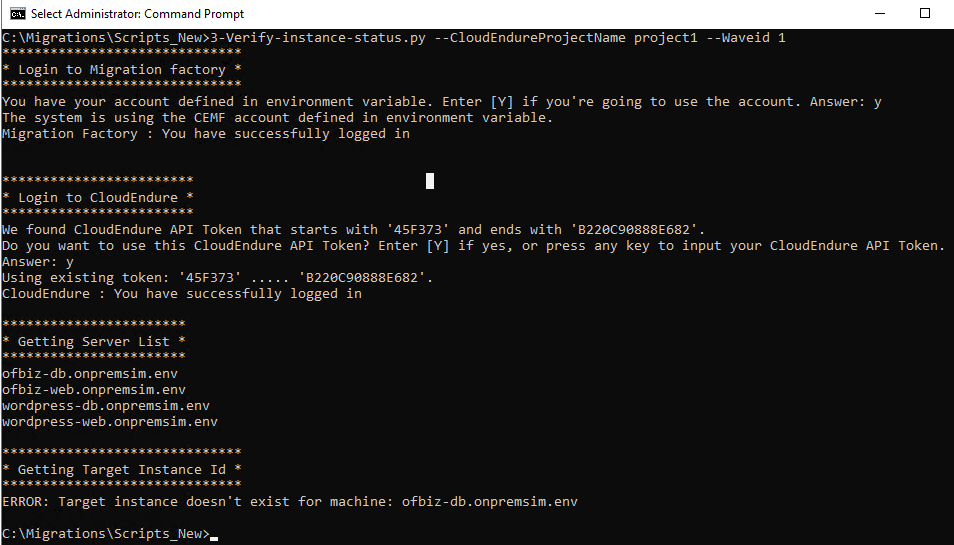 Select Administrator: Command Prompt
C:\Migrations\Scripts_New>3-Verify-instance-status.py --CloudEndureProjectName project1 --Waveid 1
******************************
* Login to Migration factory *
******************************
You have your account defined in environment variable. Enter [Y] if you're going to use the account. Answer: y
The system is using the CEMF account defined in environment variable.
Migration Factory : You have successfully logged in
************************
* Login to CloudEndure *
************************
We found CloudEndure API Token that starts with '45F373' and ends with 'B220C90888E682'.
Do you want to use this CloudEndure API Token? Enter [Y] if yes, or press any key to input your CloudEndure API Token.
Answer: y
Using existing token: '45F373' ..... 'B220C90888E682'.
CloudEndure : You have successfully logged in
***********************
* Getting Server List *
***********************
ofbiz-db.onpremsim.env
ofbiz-web.onpremsim.env
wordpress-db.onpremsim.env
wordpress-web.onpremsim.env
******************************
* Getting Target Instance Id *
******************************
ERROR: Target instance doesn't exist for machine: ofbiz-db.onpremsim.env
C:\Migrations\Scripts_New>